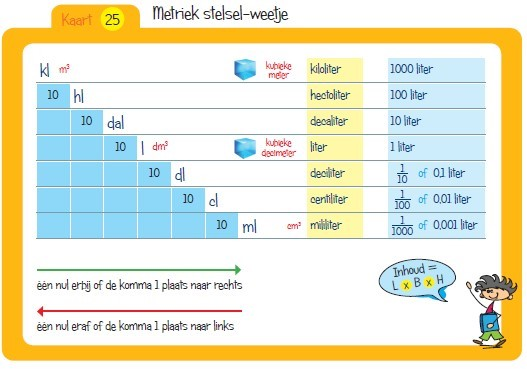 Kaart 25 Metriek stelsel-weetje
kl m³ kubieke meter kiloliter 1000 liter
10 hl hectoliter 100 liter
10 dal decaliter 10 liter
10 l dm³ kubieke decimeter liter 1 liter
10 dl deciliter 1/10 of 0,1 liter
10 cl centiliter 1/100 of 0,01 liter
10 ml cm³ mililiter 1/1000 of 0,001 liter
één nul erbij of de komma 1 plaats naar rechts
één nul eraf of de komma 1 plaats naar links
Inhoud =
L x B x H